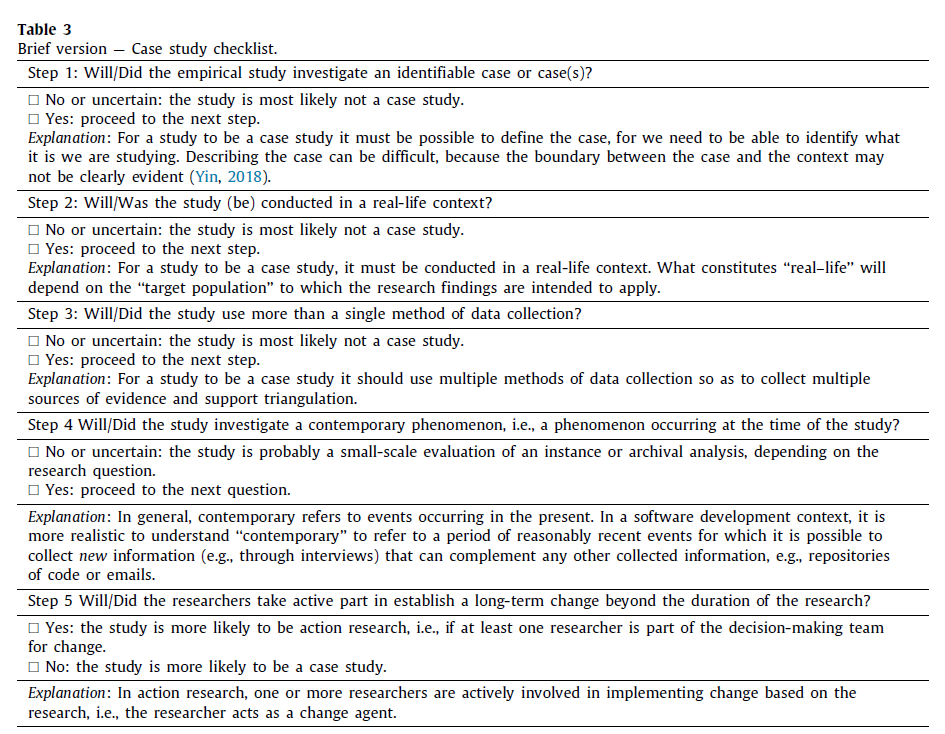 Table 3
Brief version — Case study checklist.
Step 1: Will/Did the empirical study investigate an identifiable case or case(s)?
□ No or uncertain: the study is most likely not a case study.
□ Yes: proceed to the next step.
Explanation: For a study to be a case study it must be possible to define the case, for we need to be able to identify what
it is we are studying. Describing the case can be difficult, because the boundary between the case and the context may
not be clearly evident (Yin, 2018).
Step 2: Will/Was the study (be) conducted in a real-life context?
□ No or uncertain: the study is most likely not a case study.
□ Yes: proceed to the next step.
Explanation: For a study to be a case study, it must be conducted in a real-life context. What constitutes “real–life” will
depend on the “target population” to which the research findings are intended to apply.
Step 3: Will/Did the study use more than a single method of data collection?
□ No or uncertain: the study is most likely not a case study.
□ Yes: proceed to the next step.
Explanation: For a study to be a case study it should use multiple methods of data collection so as to collect multiple
sources of evidence and support triangulation.
Step 4 Will/Did the study investigate a contemporary phenomenon, i.e., a phenomenon occurring at the time of the study?
□ No or uncertain: the study is probably a small-scale evaluation of an instance or archival analysis, depending on the
research question.
□ Yes: proceed to the next question.
Explanation: In general, contemporary refers to events occurring in the present. In a software development context, it is
more realistic to understand “contemporary” to refer to a period of reasonably recent events for which it is possible to
collect new information (e.g., through interviews) that can complement any other collected information, e.g., repositories
of code or emails.
Step 5 Will/Did the researchers take active part in establish a long-term change beyond the duration of the research?
□ Yes: the study is more likely to be action research, i.e., if at least one researcher is part of the decision-making team
for change.
□ No: the study is more likely to be a case study.
Explanation: In action research, one or more researchers are actively involved in implementing change based on the
research, i.e., the researcher acts as a change agent.